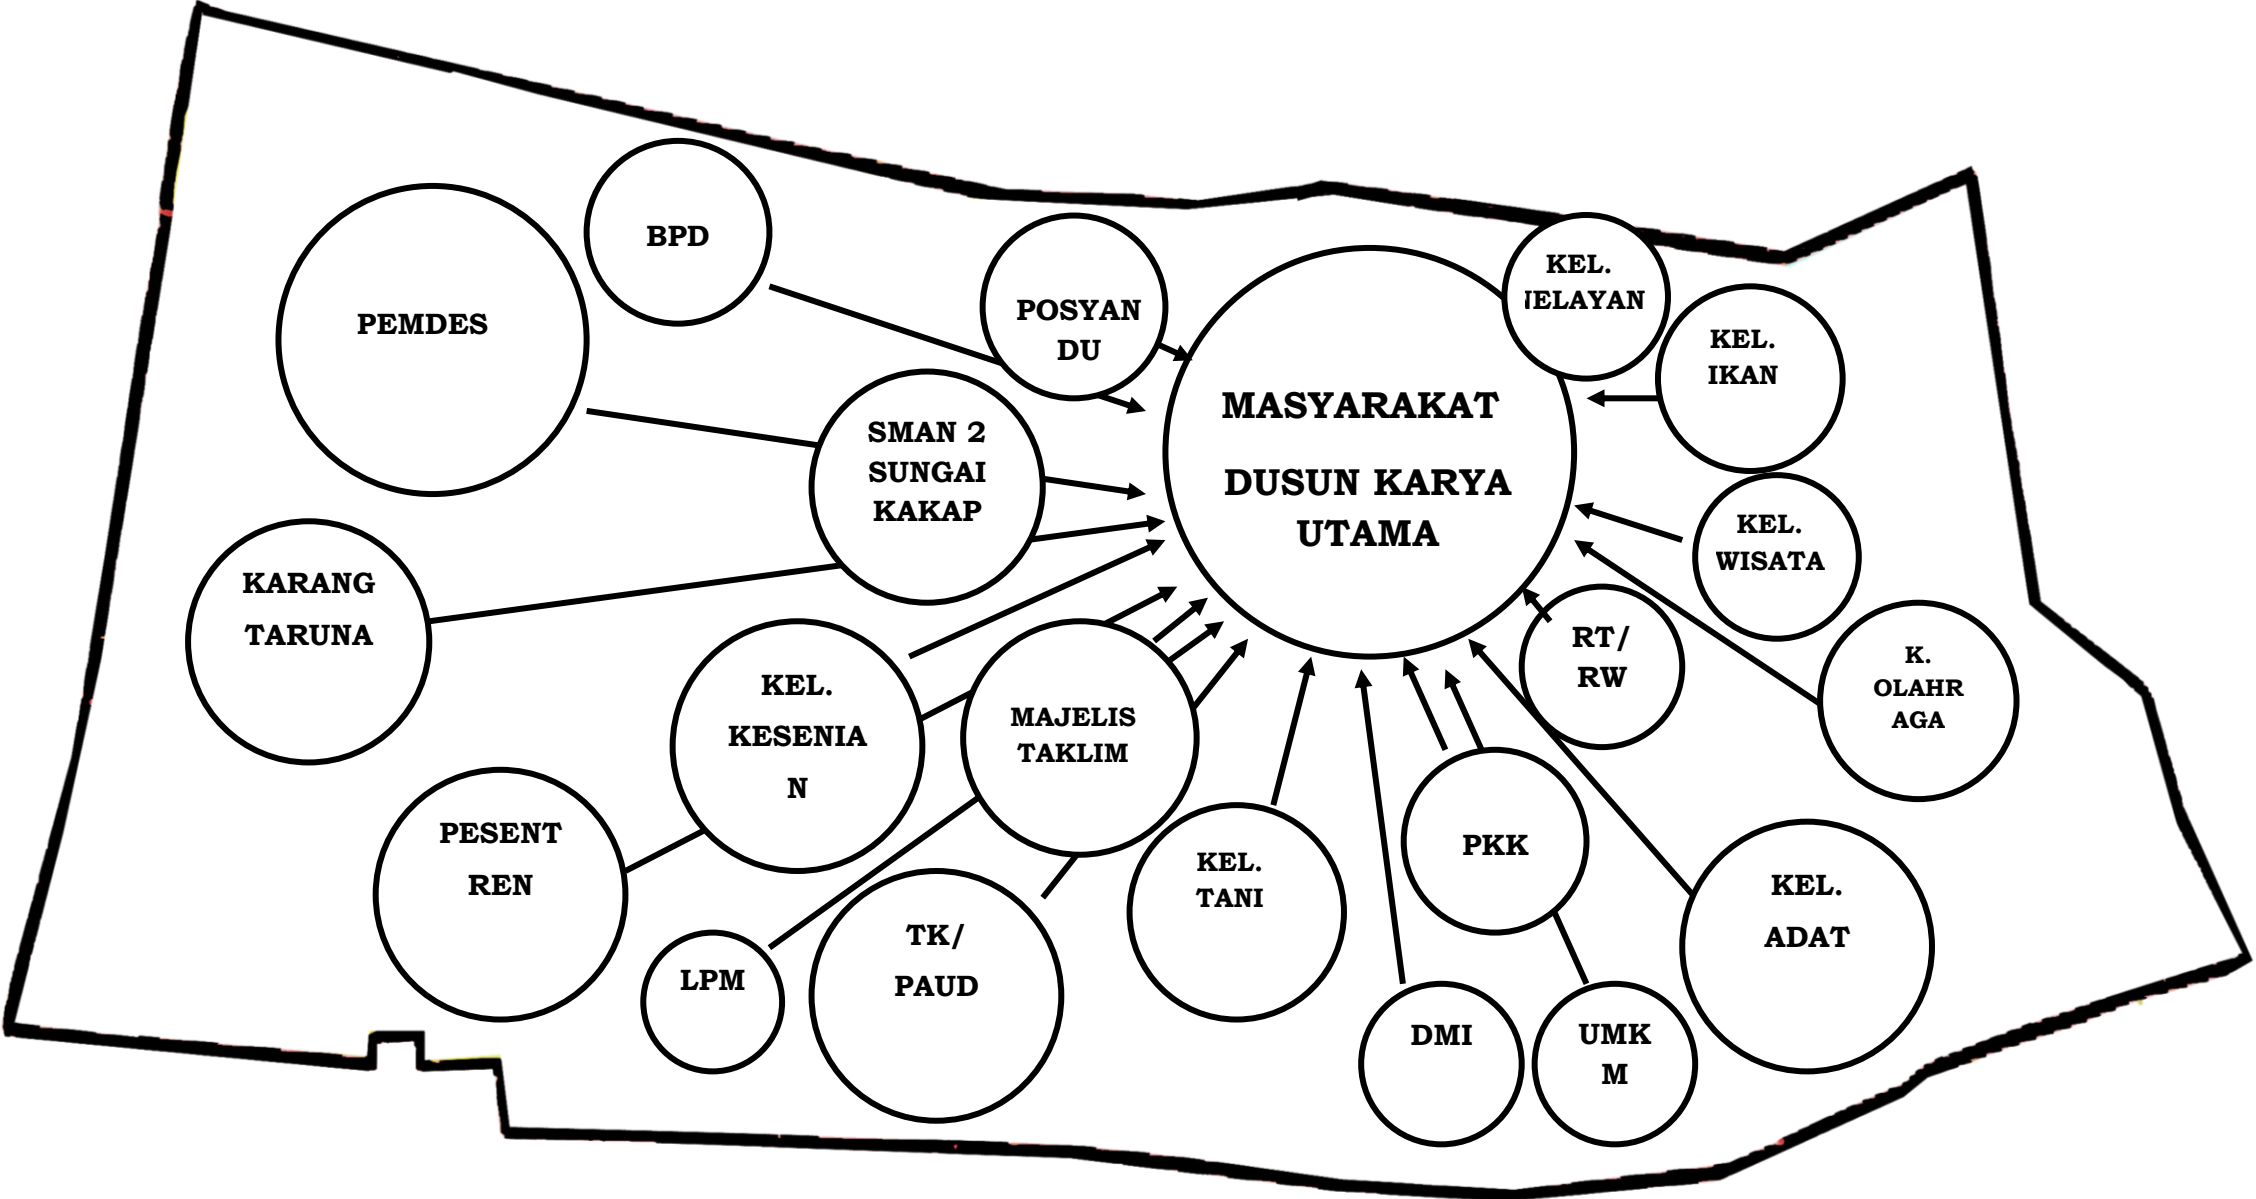 BPD
PEMDES
POSYAN
DU
KEL.
NELAYAN
KEL.
IKAN
MASYARAKAT
DUSUN KARYA
UTAMA
SMAN 2
SUNGAI
KAKAP
KEL.
WISATA
KARANG
TARUNA
RT/
RW
K.
OLAHR
AGA
KEL.
KESENIA
N
MAJELIS
TAKLIM
PESENT
REN
KEL.
TANI
PKK
KEL.
ADAT
LPM
TK/
PAUD
DMI
UMK
M